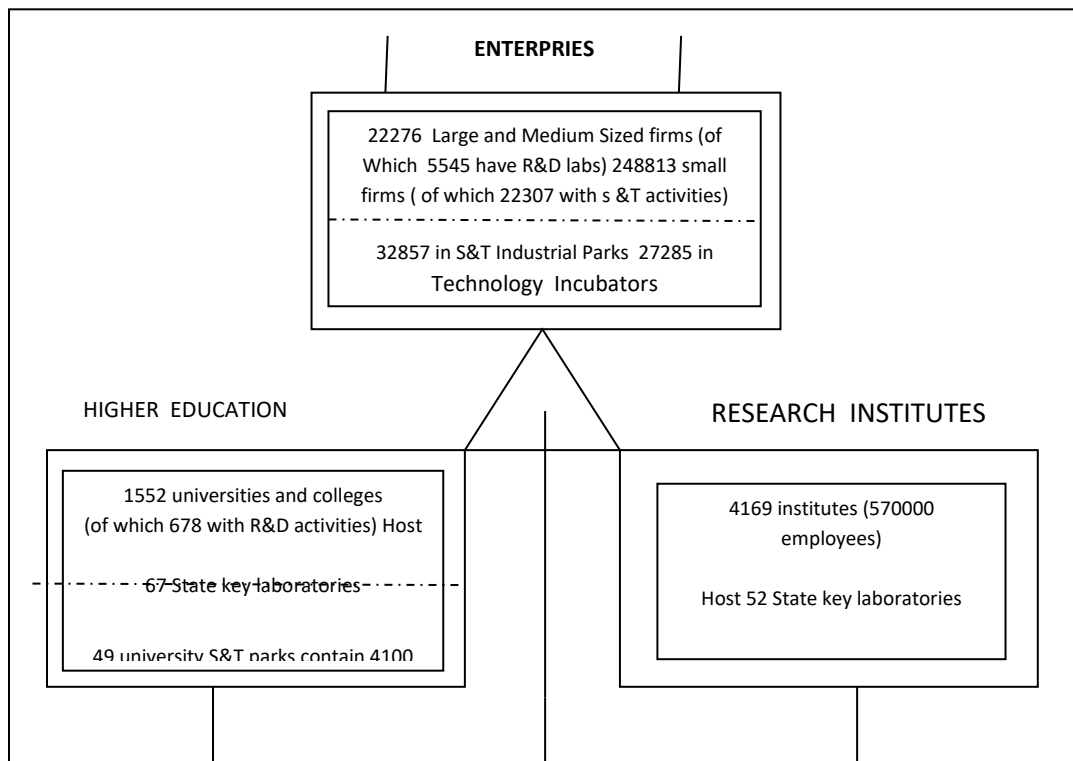 ENTERPRIES
22276 Large and Medium Sized firms (of
Which 5545 have R&D labs) 248813 small
firms ( of which 22307 with s &T activities)
32857 in S&T Industrial Parks 27285 in
Technology Incubators
HIGHER EDUCATION
1552 universities and colleges
(of which 678 with R&D activities) Host
67 State key laboratories
49 university S&T parks contain 4100
RESEARCH INSTITUTES
4169 institutes (570000
employees)
Host 52 State key laboratories